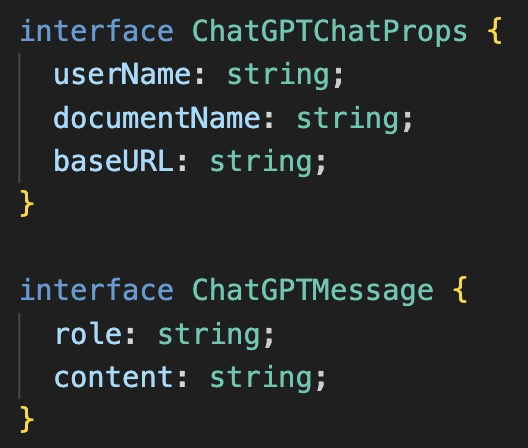 interface ChatGPTChatProps {
  userName: string;
  documentName: string;
  baseURL: string;
}

interface ChatGPTMessage {
  role: string;
  content: string;
}